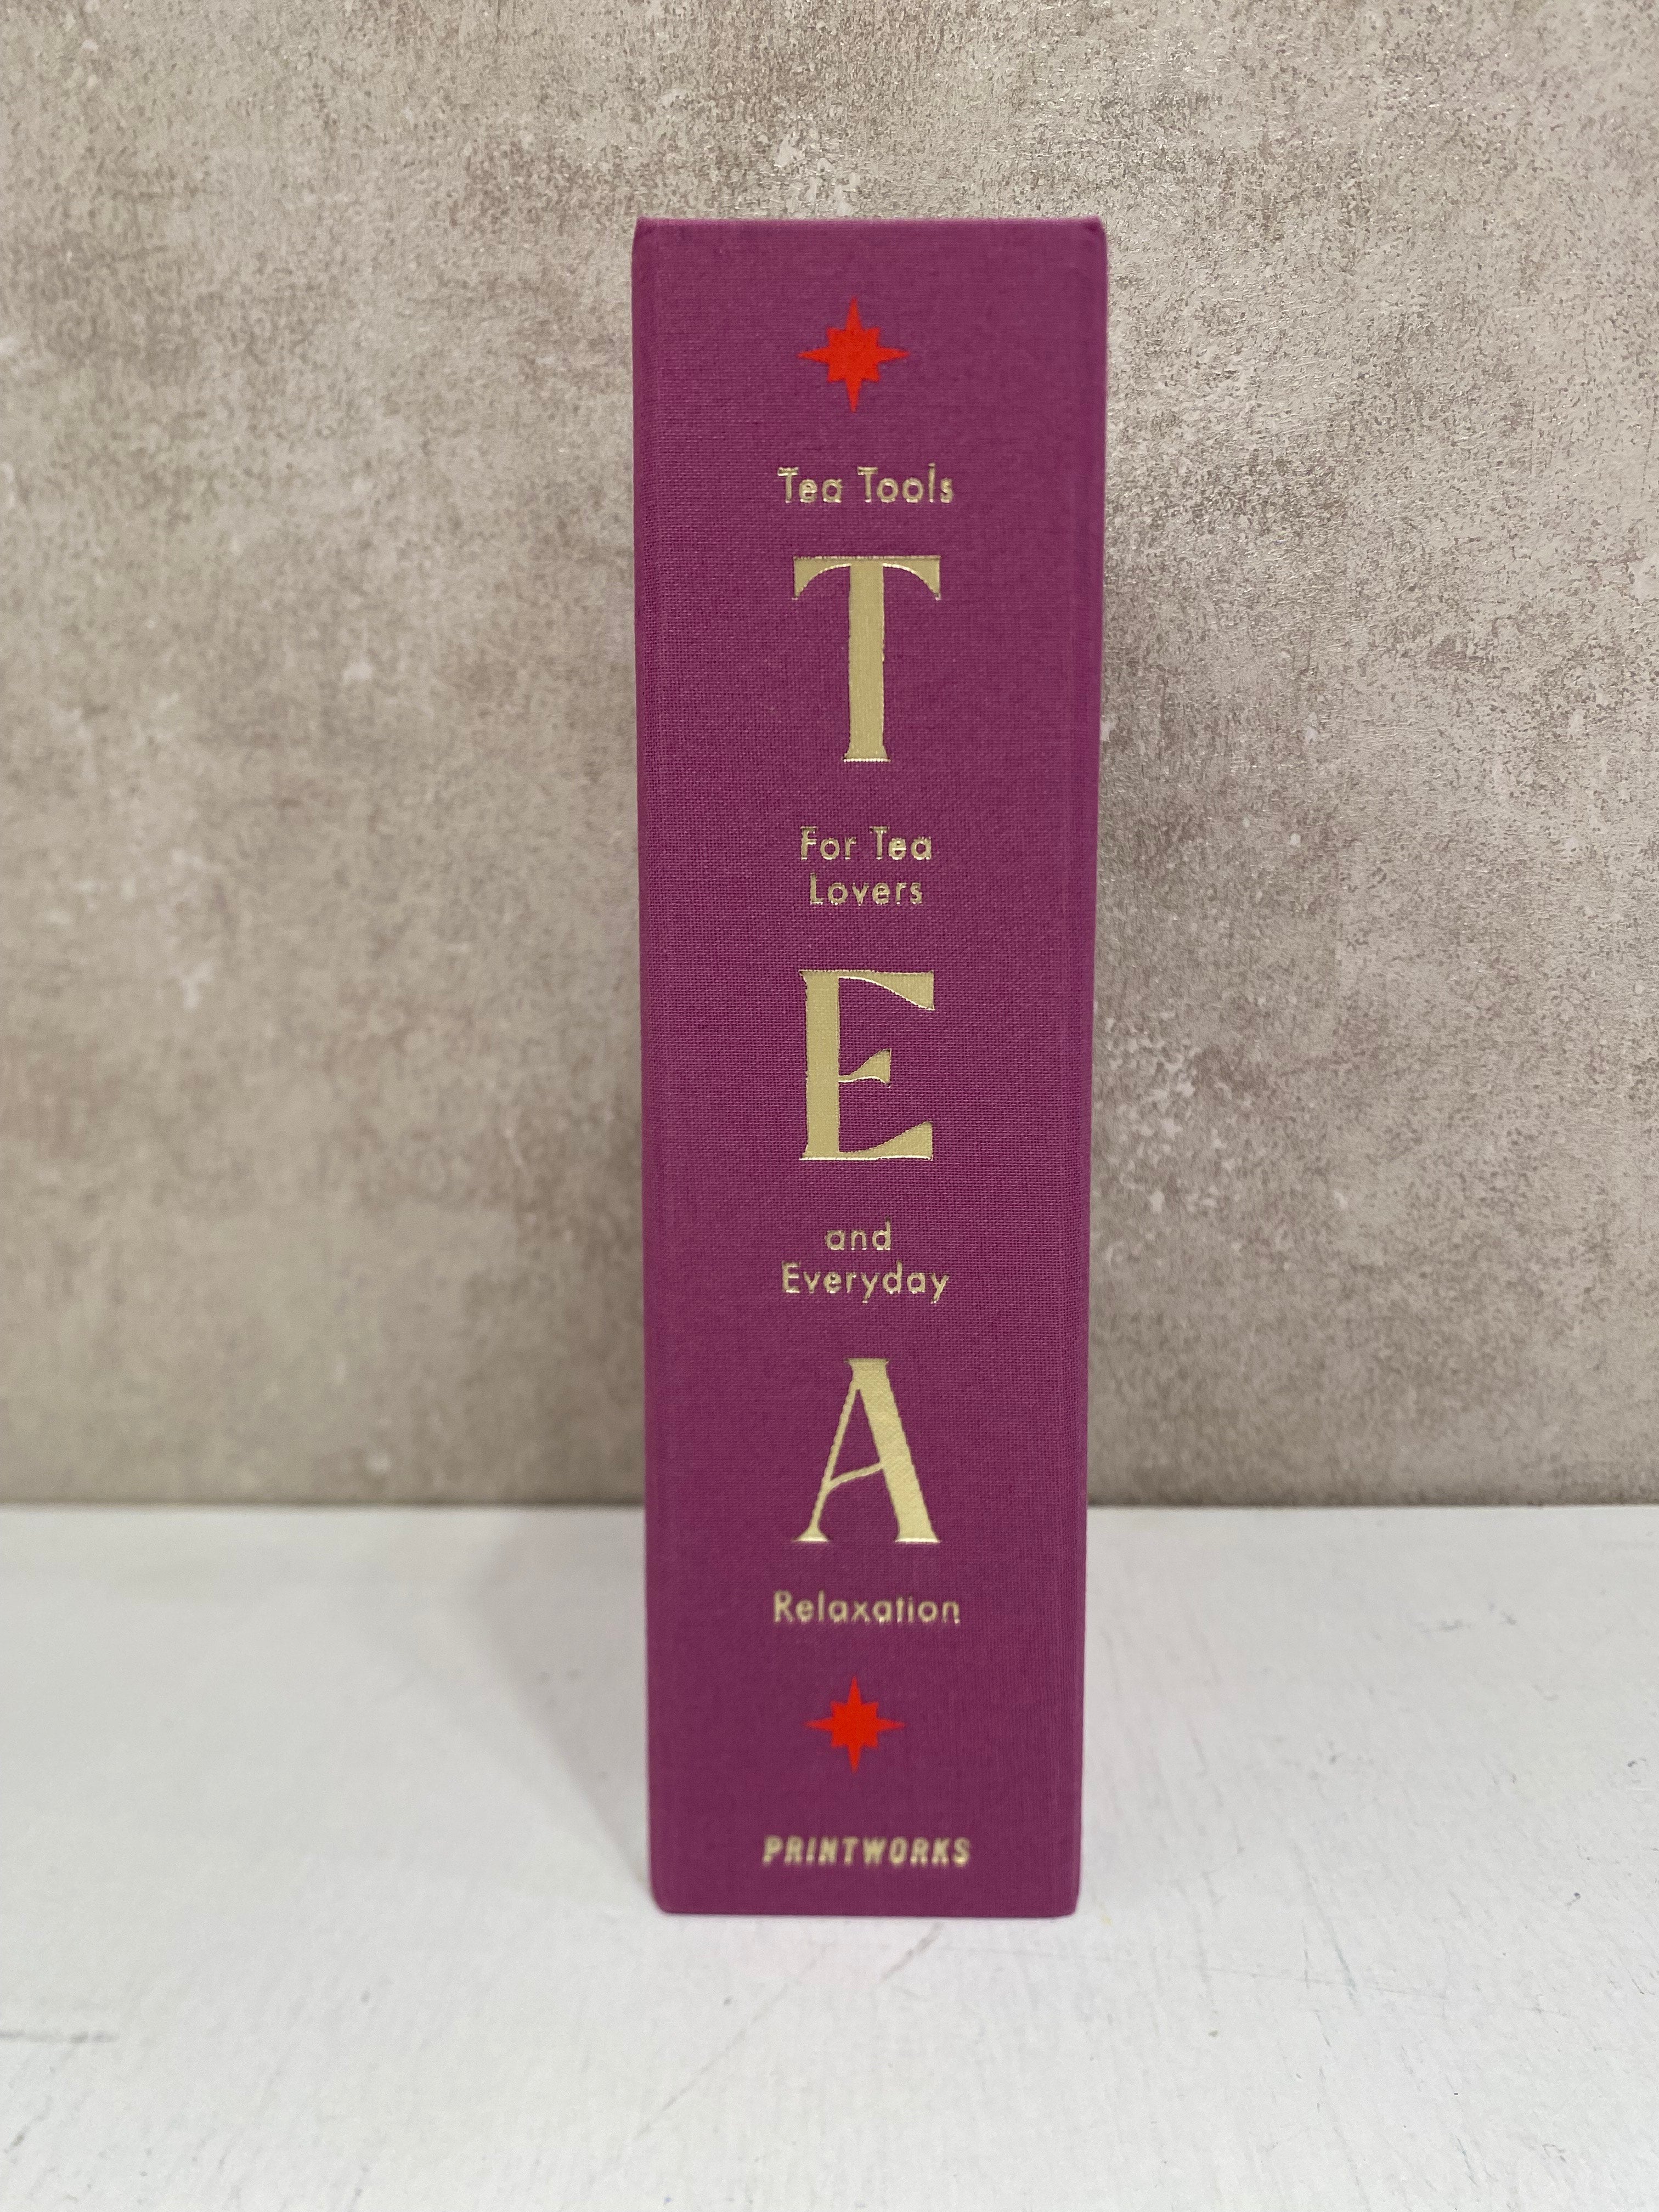 Tea Tools
T
For Tea
Lovers
E
and
Everyday
A
Relaxation
PRINTWORKS